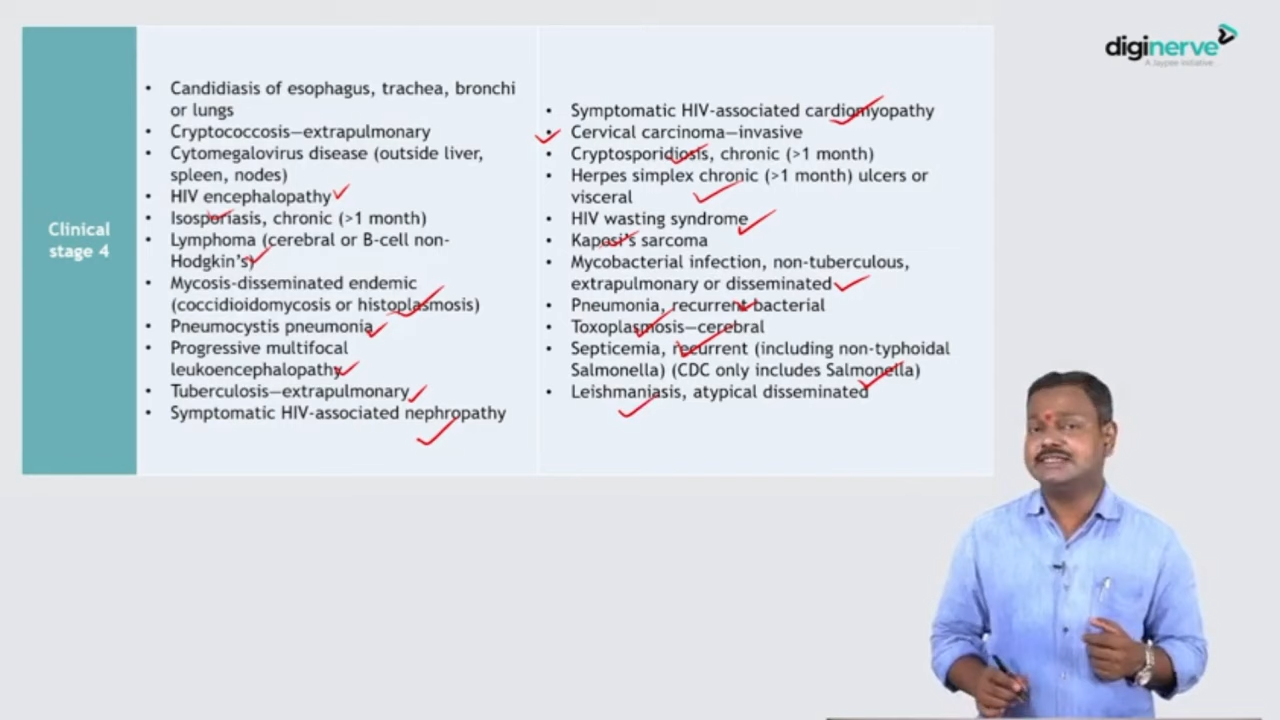 diginerve
A Jaypee Initiative
Clinical
stage 4
• Candidiasis of esophagus, trachea, bronchi
or lungs
• Cryptococcosis—extrapulmonary
• Cytomegalovirus disease (outside liver,
spleen, nodes)
• HIV encephalopathy
• Isosporiasis, chronic (>1 month)
• Lymphoma (cerebral or B-cell non-
Hodgkin's)
• Mycosis-disseminated endemic
(coccidioidomycosis or histoplasmosis)
• Pneumocystis pneumonia
• Progressive multifocal
leukoencephalopathy
• Tuberculosis—extrapulmonary
• Symptomatic HIV-associated nephropathy
• Symptomatic HIV-associated cardiomyopathy
• Cervical carcinoma—invasive
• Cryptosporidiosis, chronic (>1 month)
• Herpes simplex chronic (>1 month) ulcers or
visceral
• HIV wasting syndrome
• Kaposi's sarcoma
• Mycobacterial infection, non-tuberculous,
extrapulmonary or disseminated
• Pneumonia, recurrent bacterial
• Toxoplasmosis—cerebral
• Septicemia, recurrent (including non-typhoidal
Salmonella) (CDC only includes Salmonella)
• Leishmaniasis, atypical disseminated